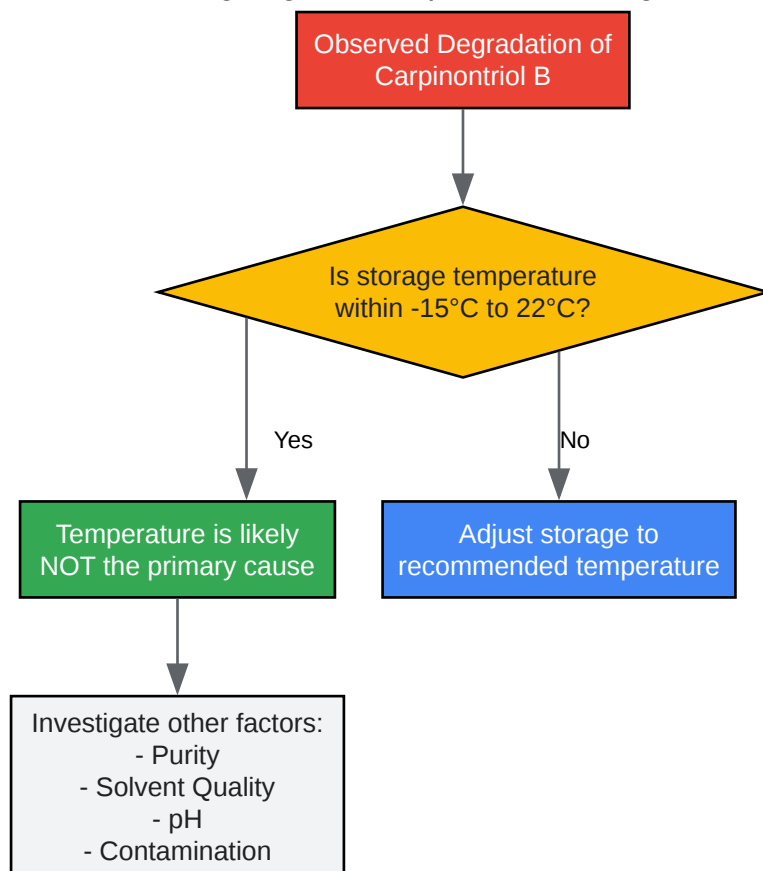 Observed Degradation of
Carpinontriol B
Is storage temperature
within -15°C to 22°C?
Yes
No
Temperature is likely
NOT the primary cause
Adjust storage to
recommended temperature
Investigate other factors:
- Purity
- Solvent Quality
- pH
- Contamination